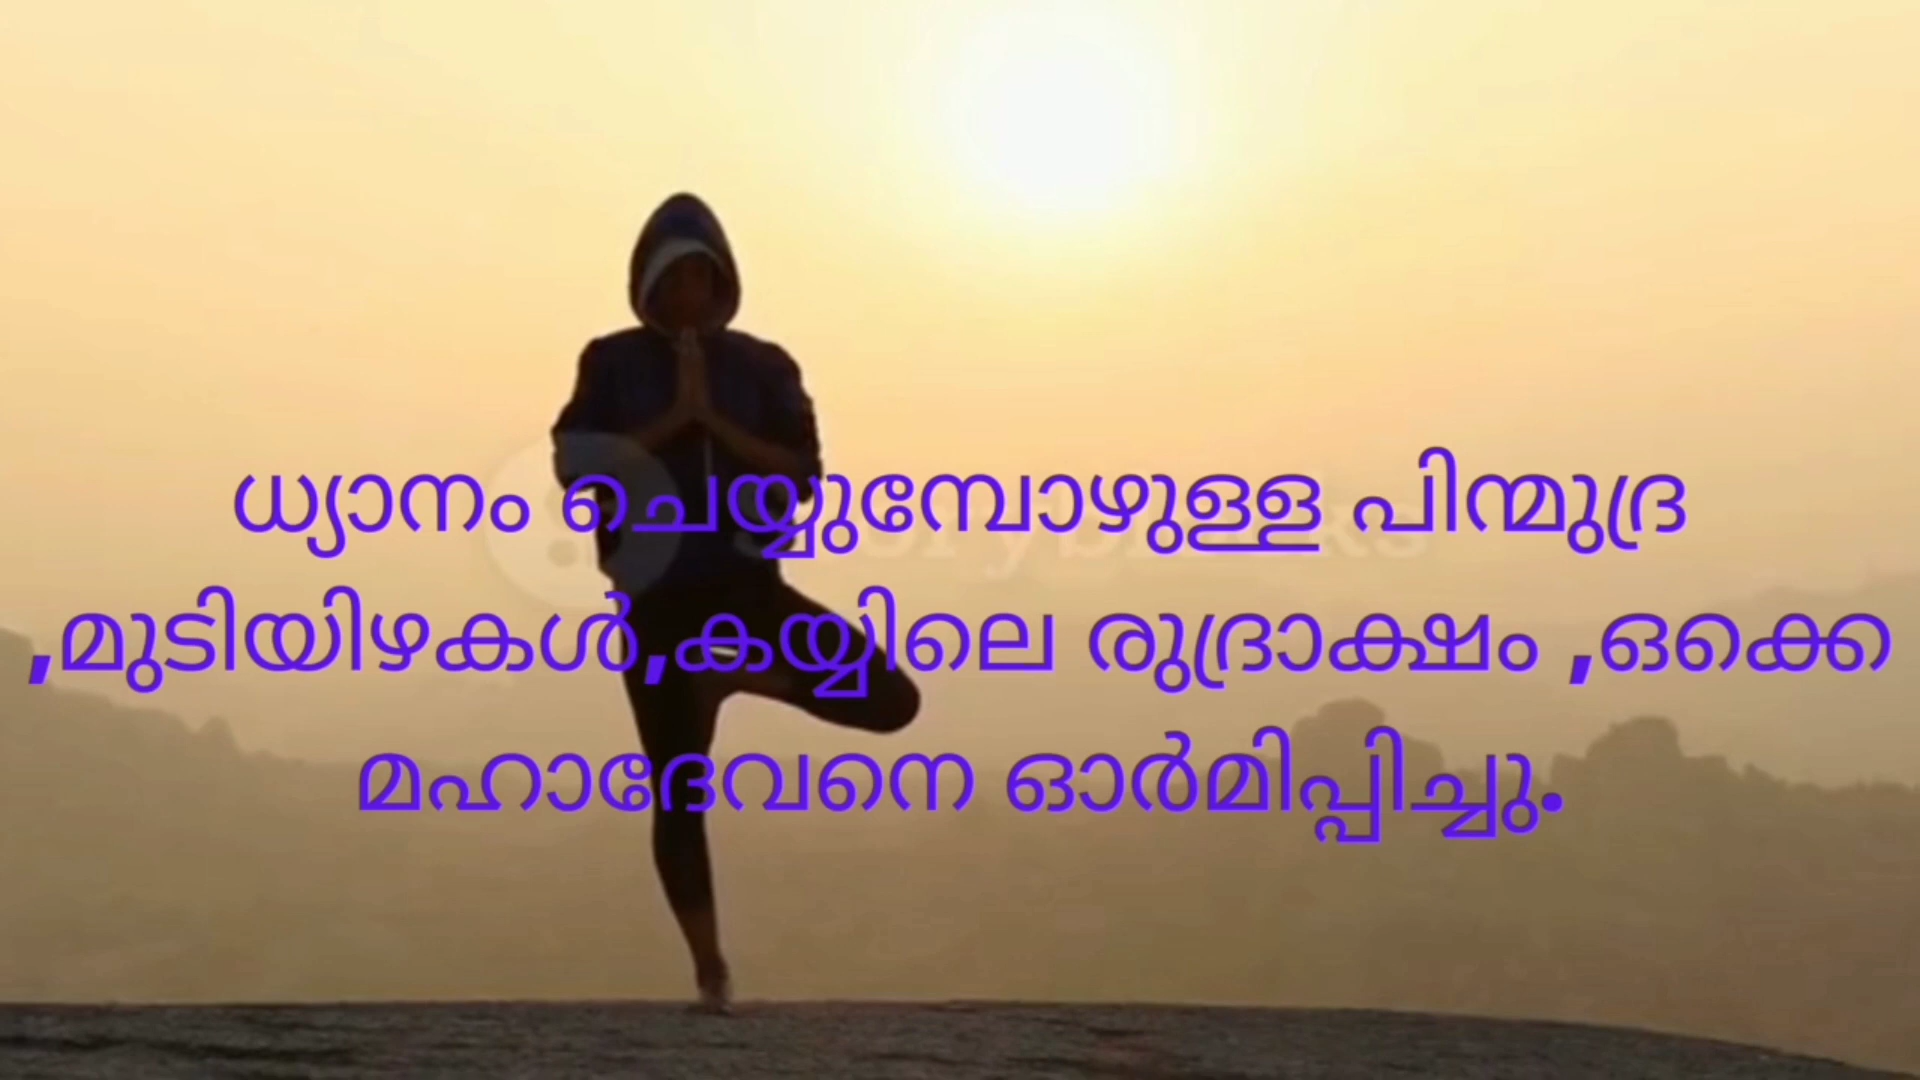 ധ്യാനം ചെയ്യുമ്പോഴുള്ള പിന്മുദ്ര
,മുടിയിഴകൾ,കയ്യിലെ രുദ്രാക്ഷം ,ഒക്കെ
മഹാദേവനെ ഓർമിപ്പിച്ചു.